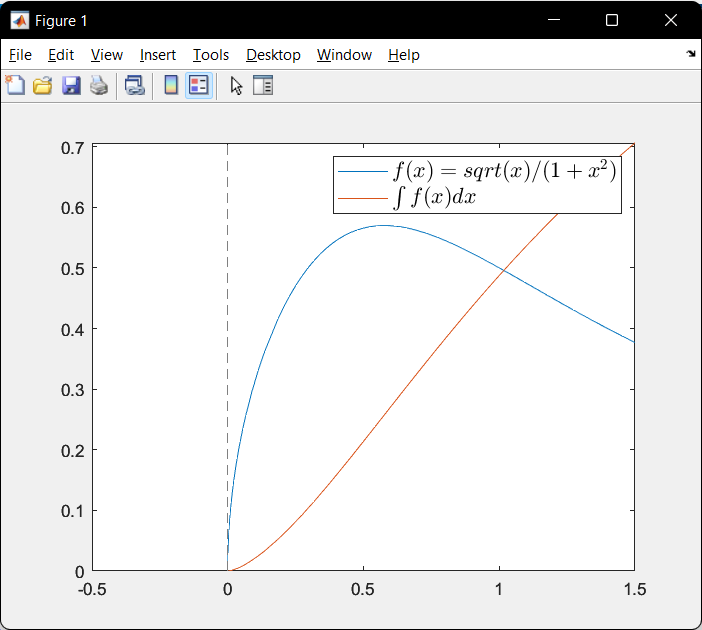 Figure 1
File Edit View Insert Tools Desktop Window Help
f(x) = sqrt(x)/(1 + x²)
∫ f(x)dx
0.7
0.6
0.5
0.4
0.3
0.2
0.1
0
-0.5 0 0.5 1 1.5